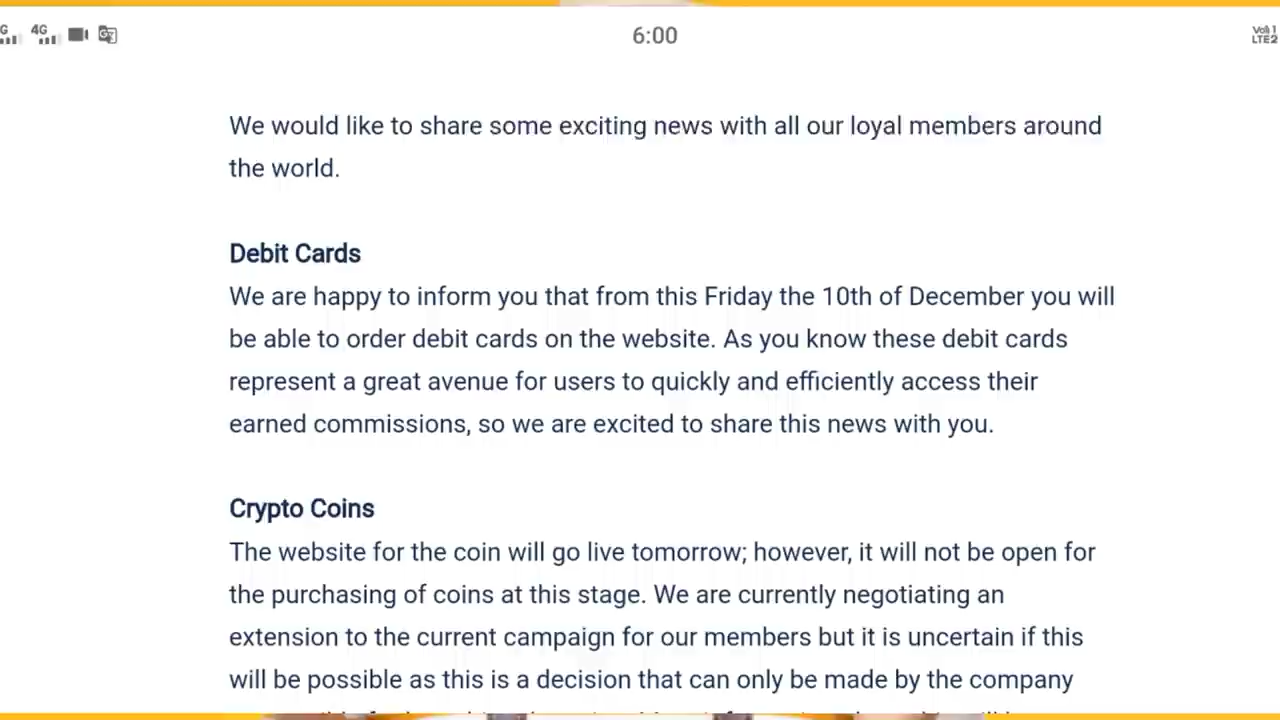 4G
6:00
VoB 1
LTE2
We would like to share some exciting news with all our loyal members around
the world.
Debit Cards
We are happy to inform you that from this Friday the 10th of December you will
be able to order debit cards on the website. As you know these debit cards
represent a great avenue for users to quickly and efficiently access their
earned commissions, so we are excited to share this news with you.
Crypto Coins
The website for the coin will go live tomorrow; however, it will not be open for
the purchasing of coins at this stage. We are currently negotiating an
extension to the current campaign for our members but it is uncertain if this
will be possible as this is a decision that can only be made by the company